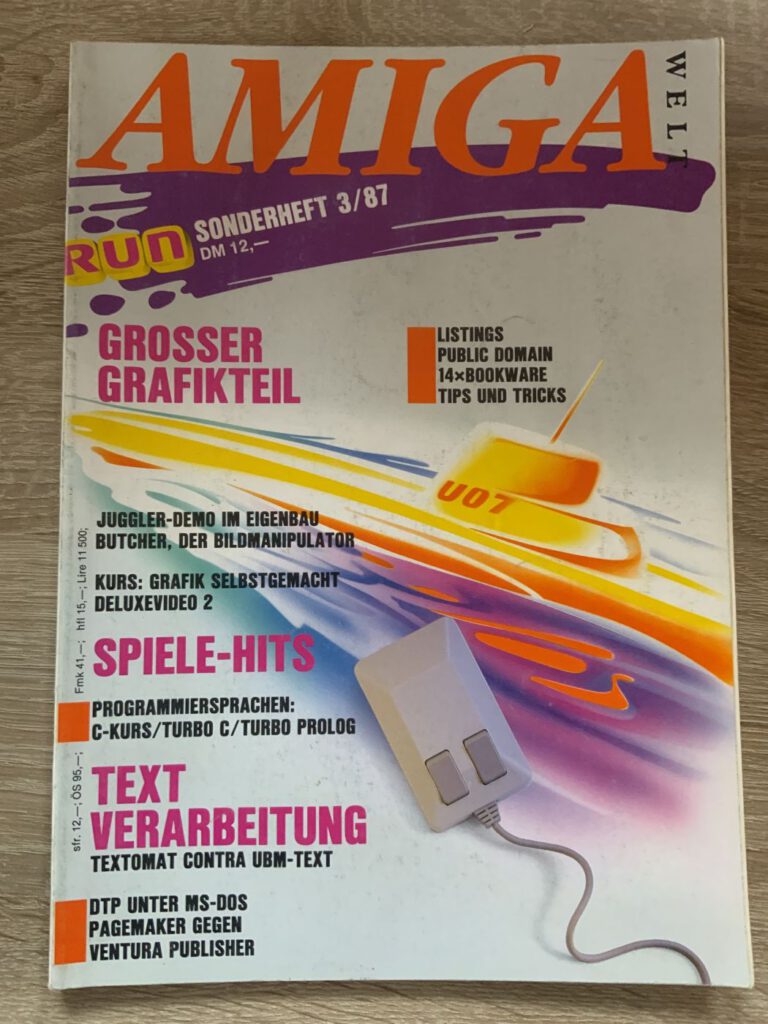 AMIGA
WELT
RUN
SONDERHEFT 3/87
DM 12,—
GROSSER
GRAFIKTEIL
LISTINGS
PUBLIC DOMAIN
14×BOOKWARE
TIPS UND TRICKS
U07
JUGGLER-DEMO IM EIGENBAU
BUTCHER, DER BILDMANIPULATOR
KURS: GRAFIK SELBSTGEMACHT
DELUXEVIDEO 2
SPIELE-HITS
PROGRAMMIERSPRACHEN:
C-KURS/TURBO C/TURBO PROLOG
TEXT
VERARBEITUNG
TEXTOMAT CONTRA UBM-TEXT
DTP UNTER MS-DOS
PAGEMAKER GEGEN
VENTURA PUBLISHER
sfr. 12,—; ÖS 95,—; Fmk 41,—; hfl 15,—; Lire 11 500;